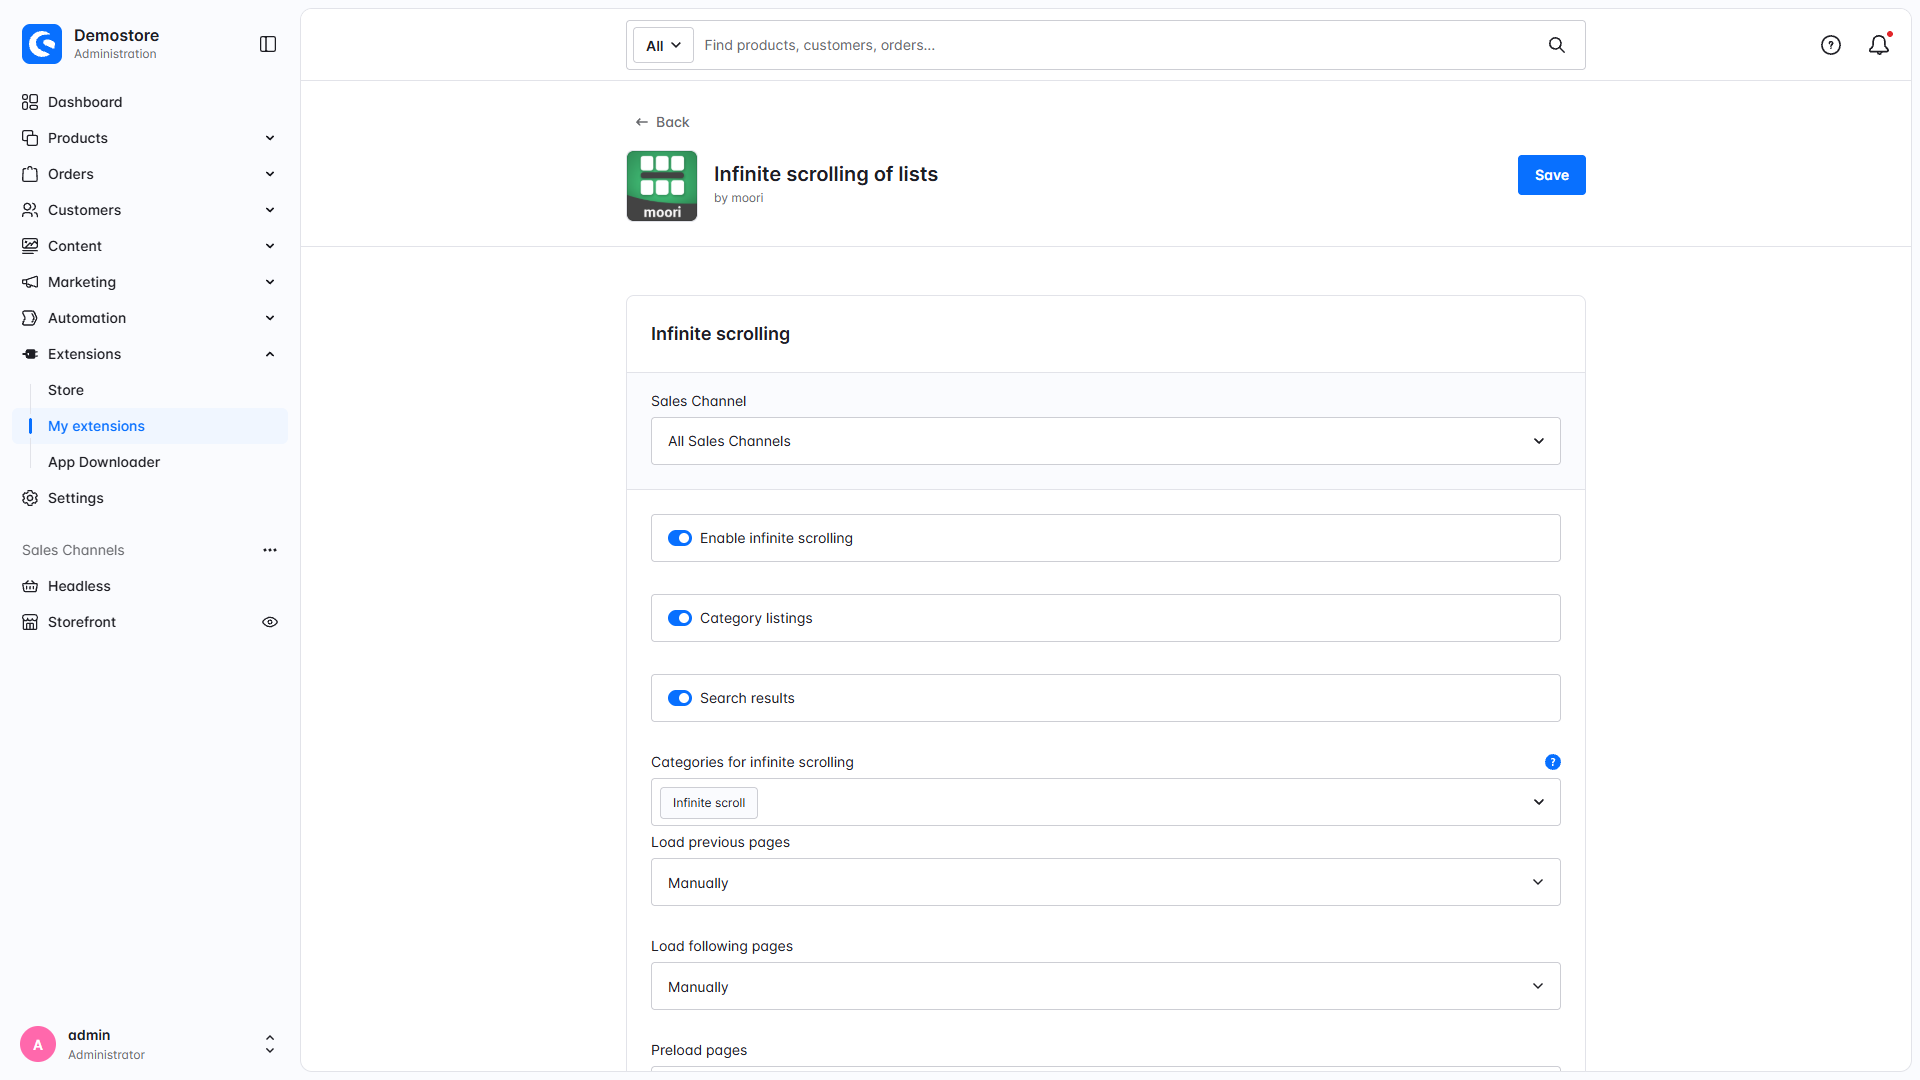 Demostore
Administration
All
Find products, customers, orders...
Dashboard
Products
Orders
Customers
Content
Marketing
Automation
Extensions
Store
My extensions
App Downloader
Settings
Sales Channels
Headless
Storefront
A
admin
Administrator
Back
moori
Infinite scrolling of lists
by moori
Save
Infinite scrolling
Sales Channel
All Sales Channels
Enable infinite scrolling
Category listings
Search results
Categories for infinite scrolling
?
Infinite scroll
Load previous pages
Manually
Load following pages
Manually
Preload pages